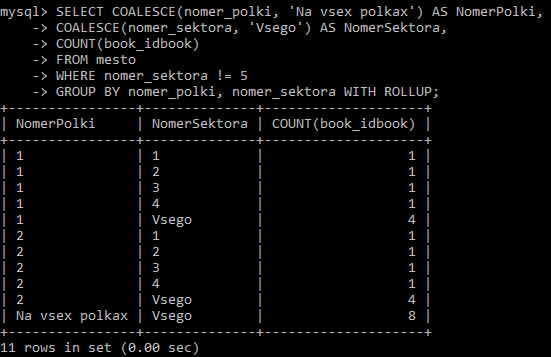 mysql> SELECT COALESCE(nomer_polki, 'Na vsex polkax') AS NomerPolki,
    -> COALESCE(nomer_sektora, 'Vsego') AS NomerSektora,
    -> COUNT(book_idbook)
    -> FROM mesto
    -> WHERE nomer_sektora != 5
    -> GROUP BY nomer_polki, nomer_sektora WITH ROLLUP;
+----------------+--------------+--------------------+
| NomerPolki     | NomerSektora | COUNT(book_idbook) |
+----------------+--------------+--------------------+
| 1              | 1            |                  1 |
| 1              | 2            |                  1 |
| 1              | 3            |                  1 |
| 1              | 4            |                  1 |
| 1              | Vsego        |                  4 |
| 2              | 1            |                  1 |
| 2              | 2            |                  1 |
| 2              | 3            |                  1 |
| 2              | 4            |                  1 |
| 2              | Vsego        |                  4 |
| Na vsex polkax | Vsego        |                  8 |
+----------------+--------------+--------------------+
11 rows in set (0.00 sec)